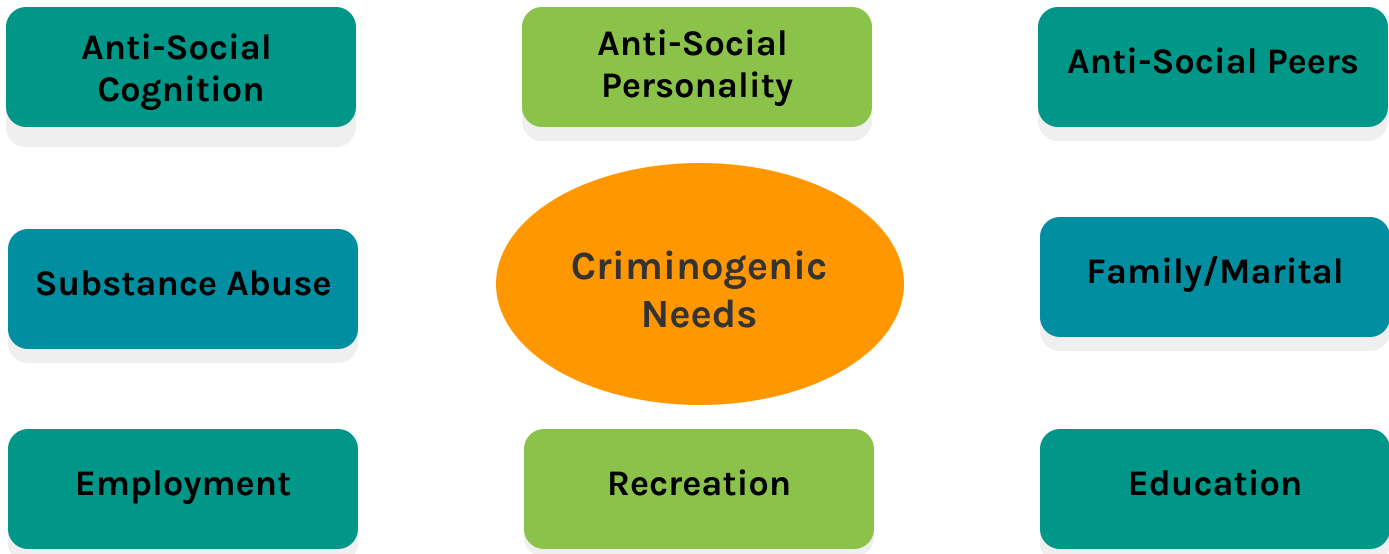 Anti-Social
Cognition
Anti-Social
Personality
Anti-Social Peers
Substance Abuse
Criminogenic
Needs
Family/Marital
Employment
Recreation
Education